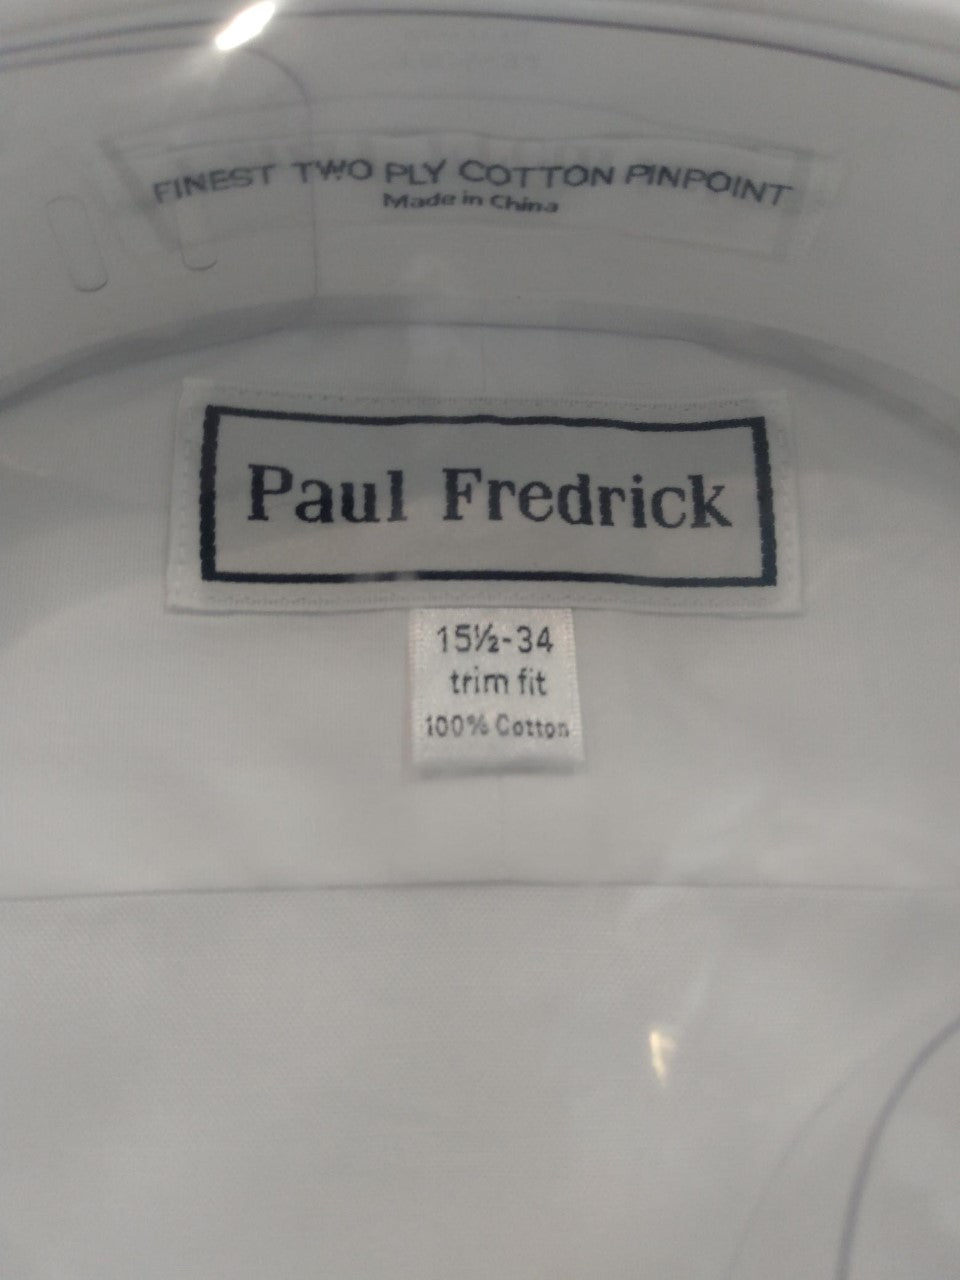 FINEST TWO PLY COTTON PINPOINT
Made in China
Paul Fredrick
15½-34
trim fit
100% Cotton